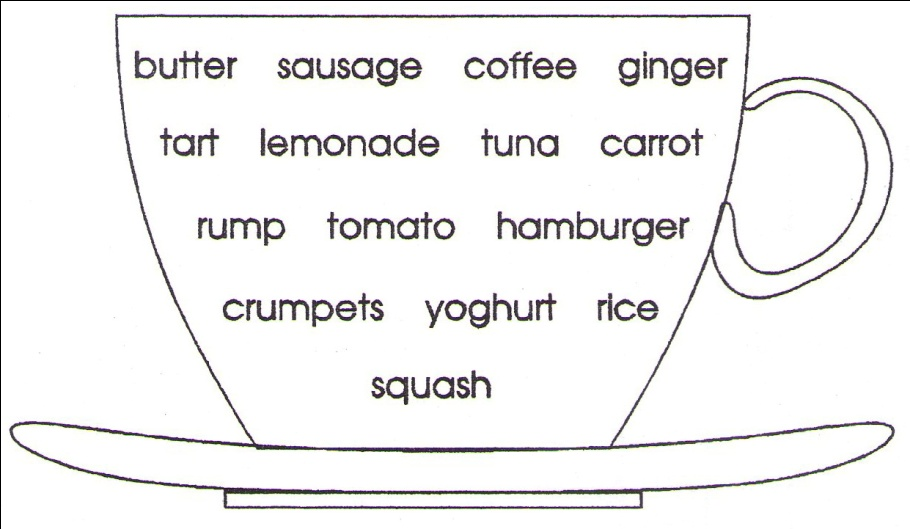 butter sausage coffee ginger
tart lemonade tuna carrot
rump tomato hamburger
crumpets yoghurt rice
squash